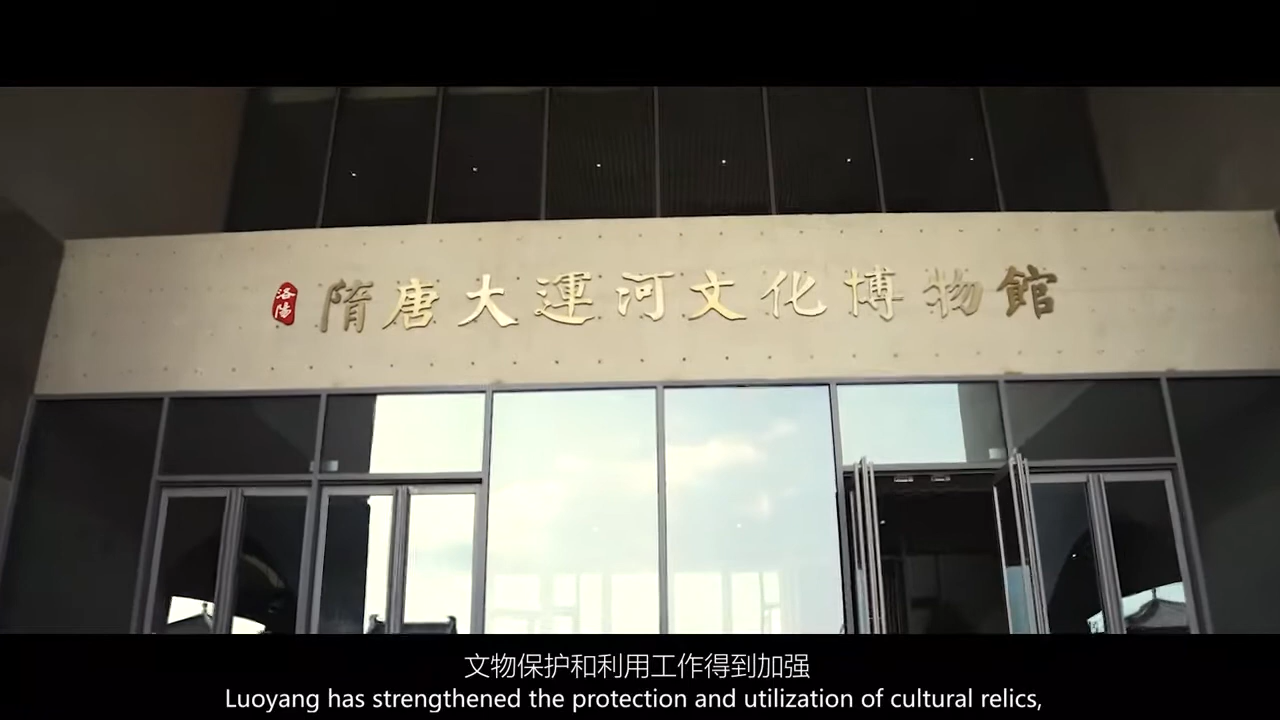 洛陽
隋唐大運河文化博物館
文物保护和利用工作得到加强
Luoyang has strengthened the protection and utilization of cultural relics,